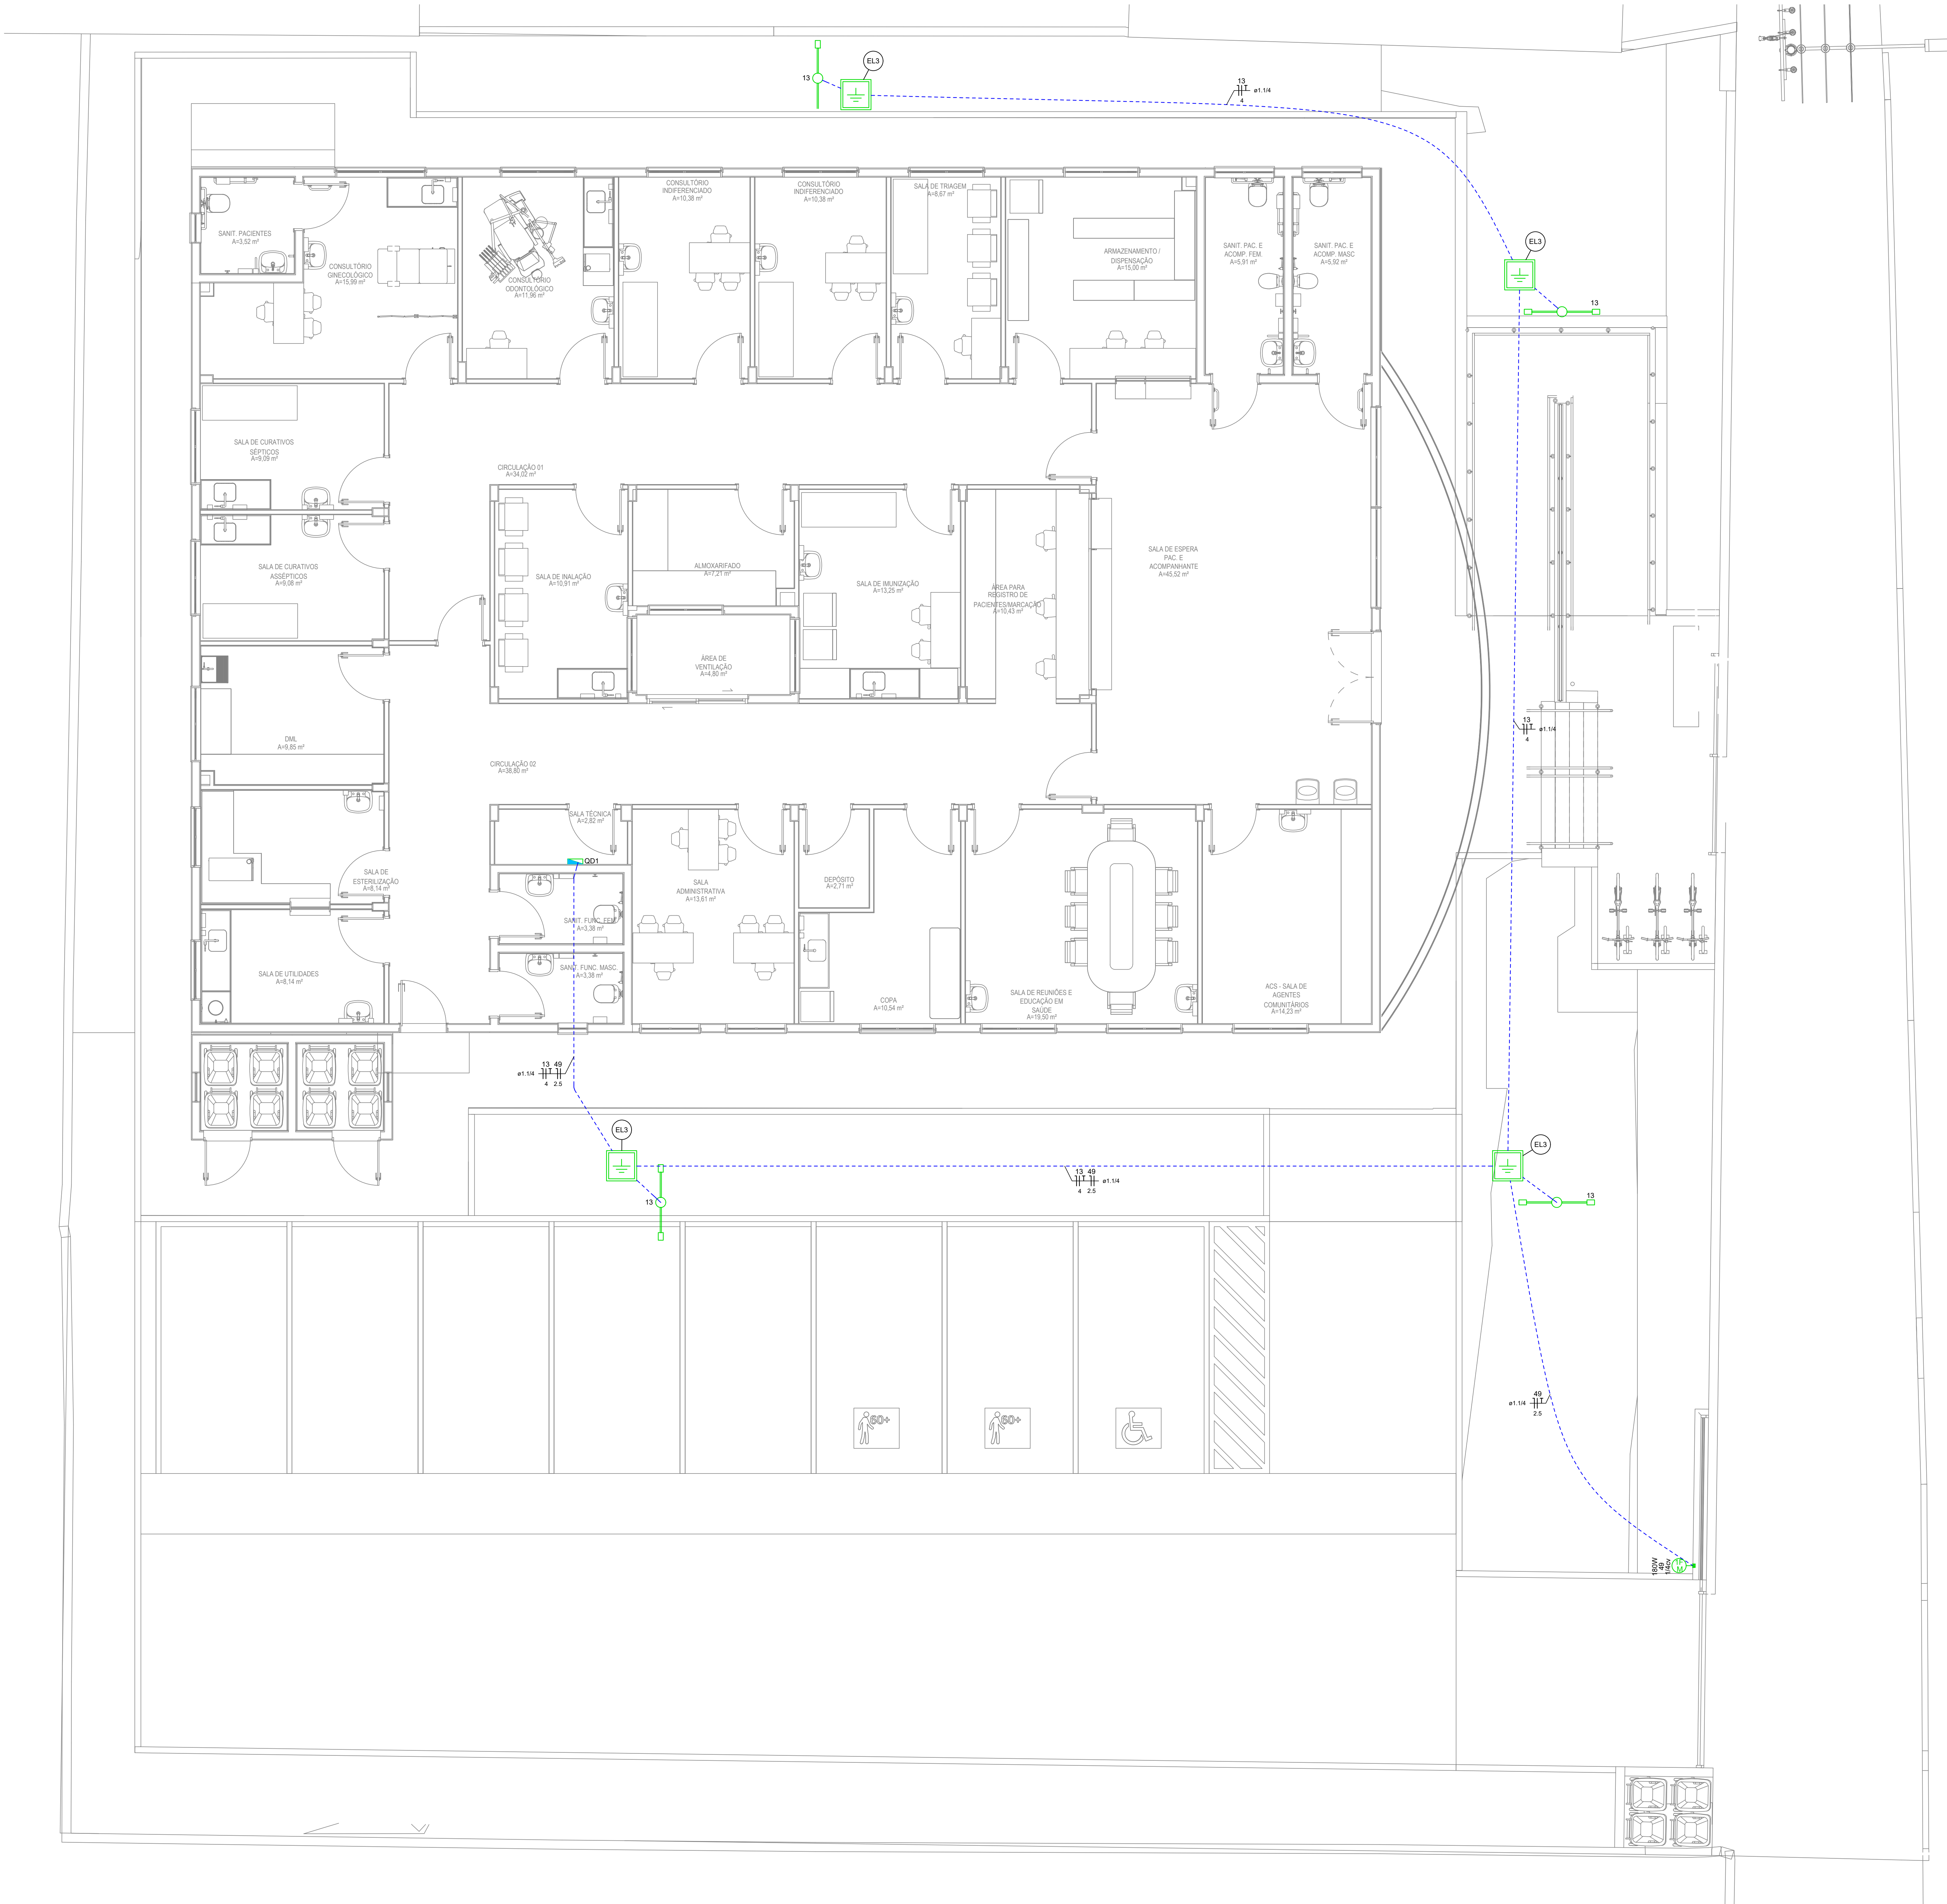 EL3
13
13
ø1.1/4
4
CONSULTÓRIO
INDIFERENCIADO
A=10,38 m²
CONSULTÓRIO
INDIFERENCIADO
A=10,38 m²
SALA DE TRIAGEM
A=8,67 m²
SANIT. PACIENTES
A=3,52 m²
CONSULTÓRIO
GINECOLÓGICO
A=15,99 m²
CONSULTÓRIO
ODONTOLÓGICO
A=11,96 m²
ARMAZENAMENTO /
DISPENSAÇÃO
A=15,00 m²
SANIT. PAC. E
ACOMP. FEM.
A=5,91 m²
SANIT. PAC. E
ACOMP. MASC
A=5,92 m²
EL3
13
SALA DE CURATIVOS
SÉPTICOS
A=9,09 m²
CIRCULAÇÃO 01
A=34,02 m²
SALA DE CURATIVOS
ASSÉPTICOS
A=9,08 m²
SALA DE INALAÇÃO
A=10,91 m²
ALMOXARIFADO
A=7,21 m²
SALA DE IMUNIZAÇÃO
A=13,25 m²
ÁREA PARA
REGISTRO DE
PACIENTES/MARCAÇÃO
A=10,43 m²
SALA DE ESPERA
PAC. E
ACOMPANHANTE
A=45,52 m²
ÁREA DE
VENTILAÇÃO
A=4,80 m²
13
ø1.1/4
4
DML
A=9,85 m²
CIRCULAÇÃO 02
A=38,80 m²
SALA TÉCNICA
A=2,82 m²
QD1
SALA DE
ESTERILIZAÇÃO
A=8,14 m²
SALA
ADMINISTRATIVA
A=13,61 m²
DEPÓSITO
A=2,71 m²
SANIT. FUNC. FEM.
A=3,38 m²
SANIT. FUNC. MASC.
A=3,38 m²
SALA DE UTILIDADES
A=8,14 m²
COPA
A=10,54 m²
SALA DE REUNIÕES E
EDUCAÇÃO EM
SAÚDE
A=19,50 m²
ACS - SALA DE
AGENTES
COMUNITÁRIOS
A=14,23 m²
13 49
ø1.1/4
4 2.5
EL3
13
13 49
ø1.1/4
4 2.5
EL3
13
49
ø1.1/4
2.5
60+
60+
180W
49
1/4cv
1F
M